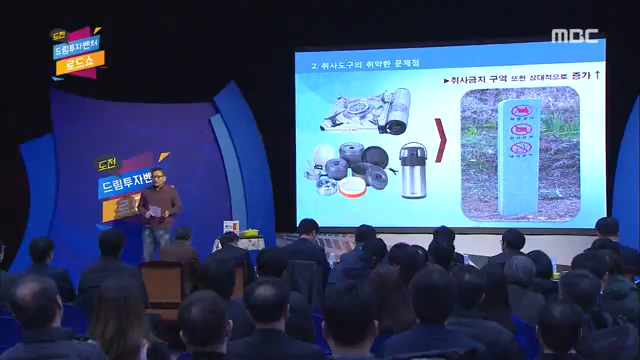 도전
드림투자벤처
로드쇼
MBC
2. 취사도구의 취약한 문제점
▶취사금지 구역 또한 상대적으로 증가↑
도전
드림투자벤처